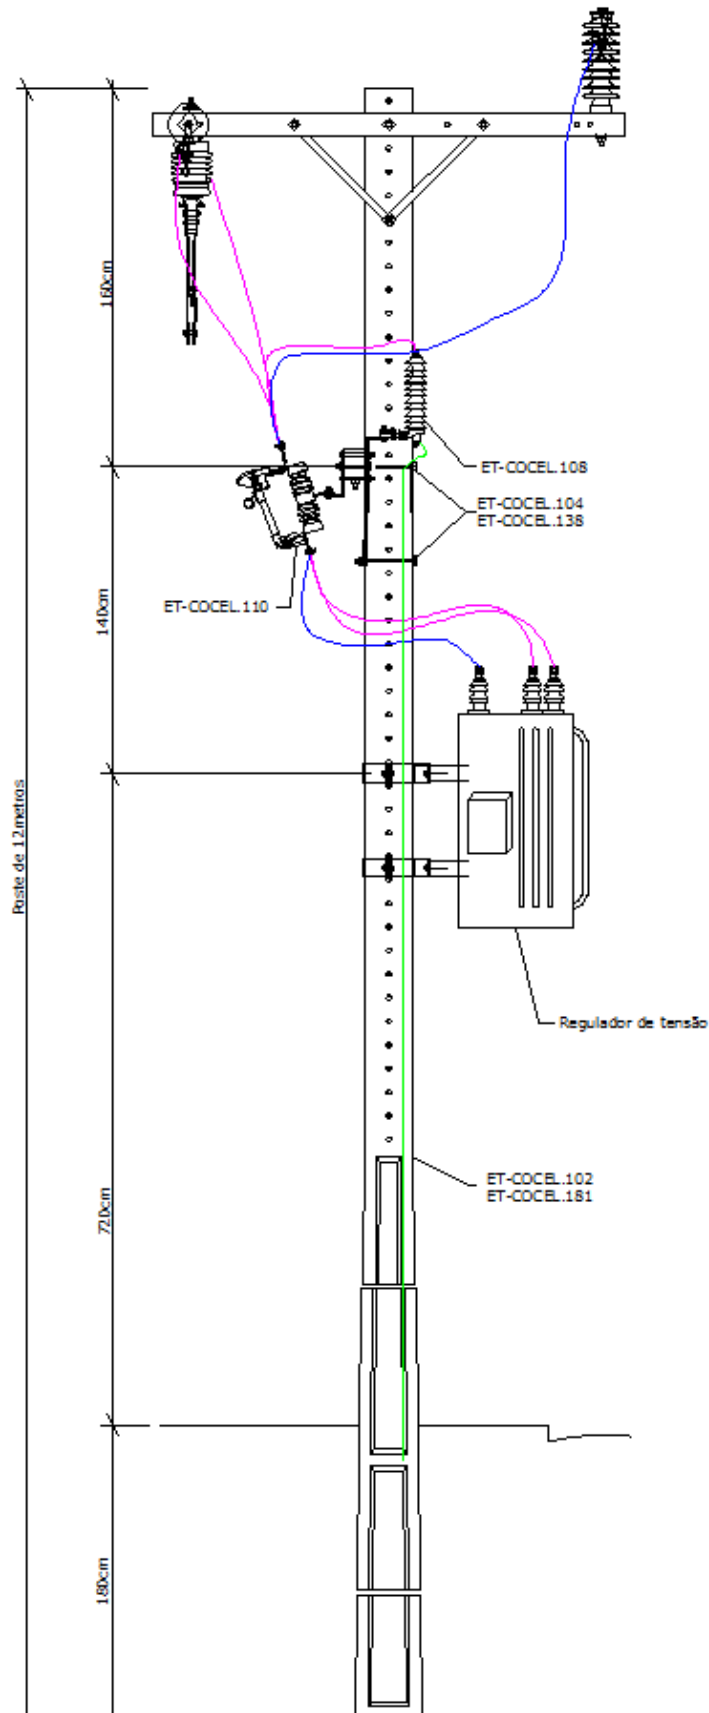 160cm
ET-COCEL.108
ET-COCEL.104
ET-COCEL.138
ET-COCEL.110
140cm
Poste de 12metros
Regulador de tensão
ET-COCEL.102
ET-COCEL.181
720cm
180cm